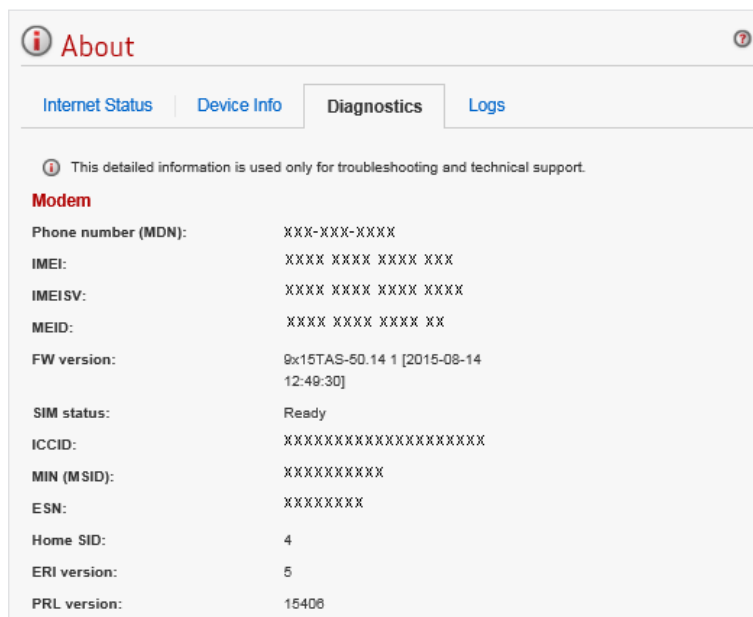 About
Internet Status Device Info Diagnostics Logs
This detailed information is used only for troubleshooting and technical support.
Modem
Phone number (MDN): XXX-XXX-XXXX
IMEI: XXXX XXXX XXXX XXX
IMEISV: XXXX XXXX XXXX XXXX
MEID: XXXX XXXX XXXX XX
FW version: 9x15TAS-50.14 1 [2015-08-14
12:49:30]
SIM status: Ready
ICCID: XXXXXXXXXXXXXXXXXXXX
MIN (MSID): XXXXXXXXXX
ESN: XXXXXXXX
Home SID: 4
ERI version: 5
PRL version: 15406